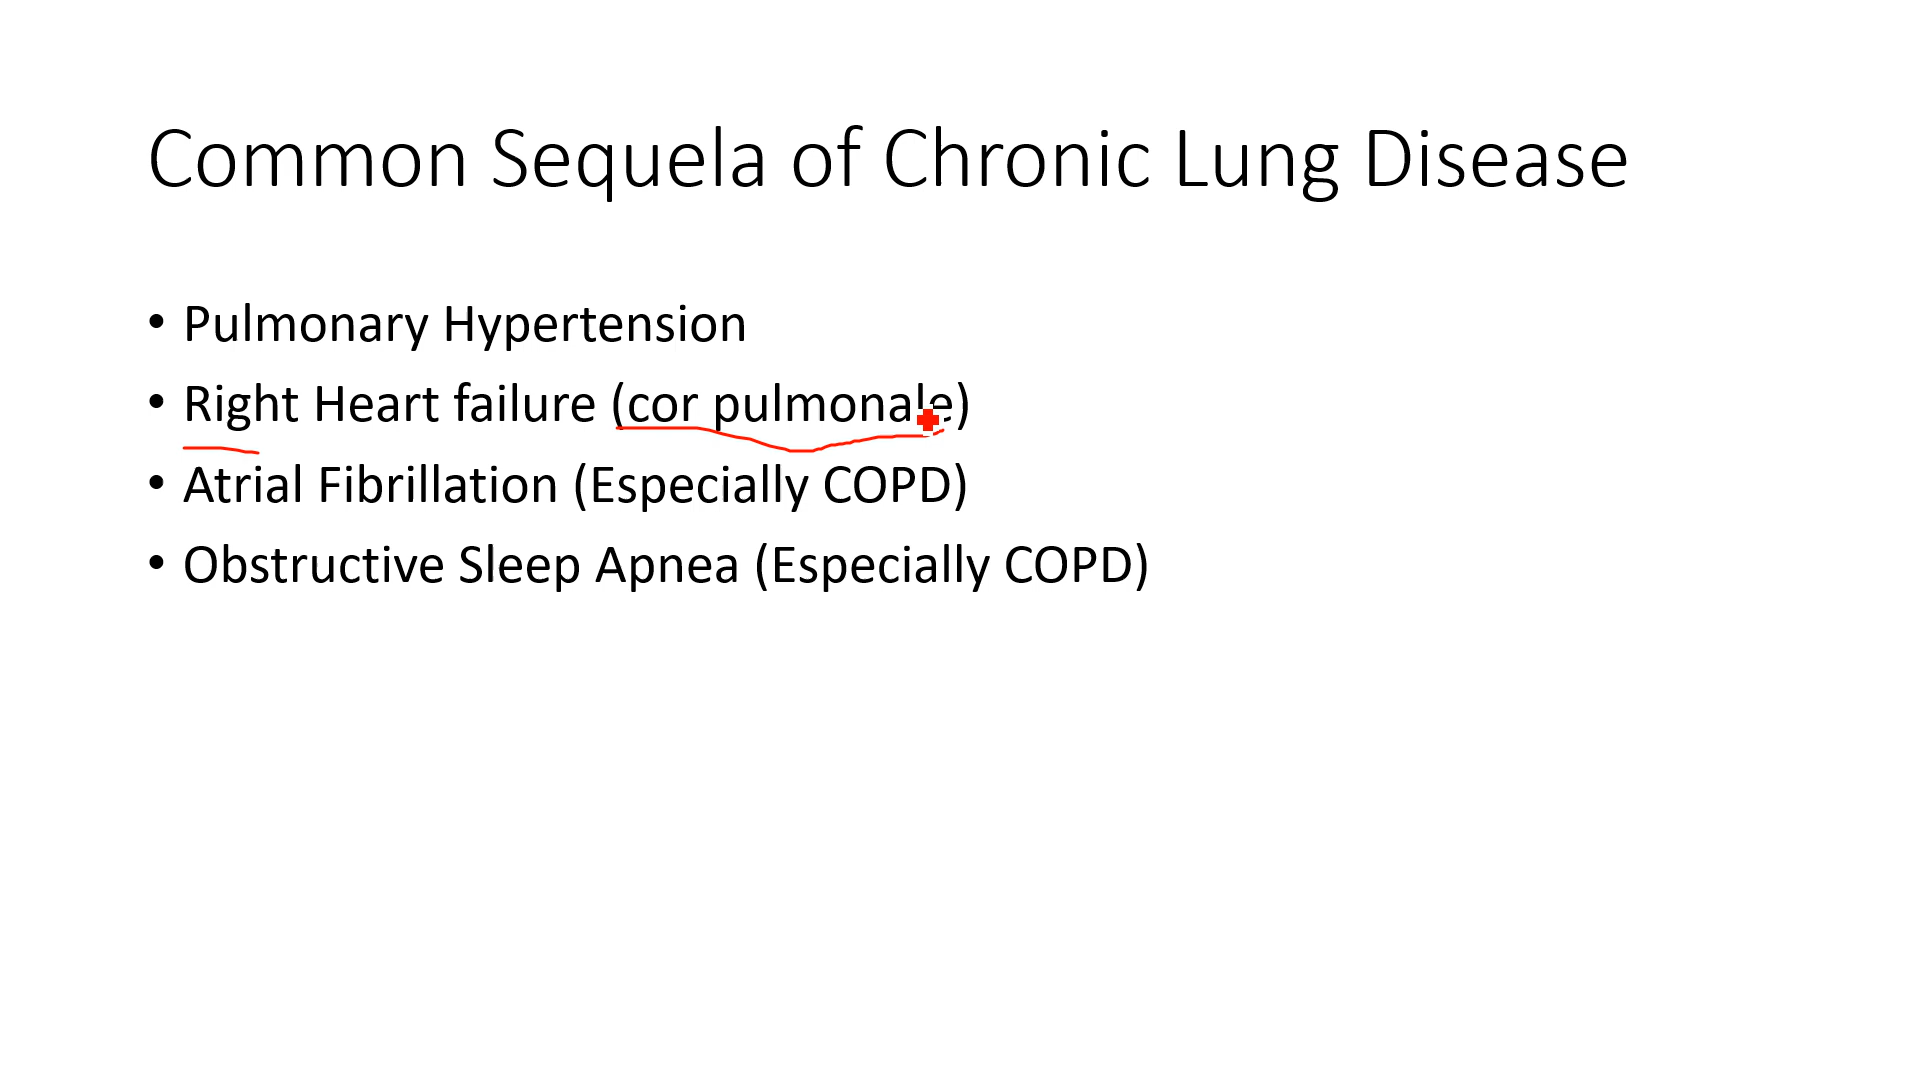 Common Sequela of Chronic Lung Disease
• Pulmonary Hypertension
• Right Heart failure (cor pulmonale)
• Atrial Fibrillation (Especially COPD)
• Obstructive Sleep Apnea (Especially COPD)